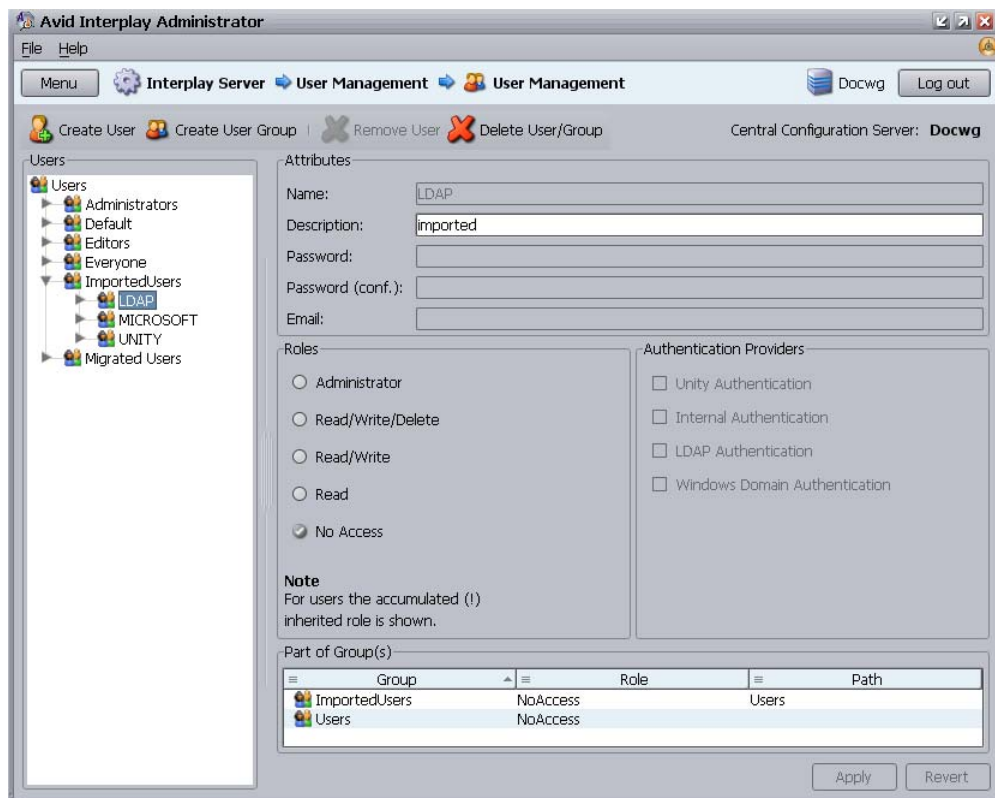 Avid Interplay Administrator
File Help
Menu Interplay Server User Management User Management Docwg Log out
Create User Create User Group Remove User Delete User/Group Central Configuration Server: Docwg
Users
Users
Administrators
Default
Editors
Everyone
ImportedUsers
LDAP
MICROSOFT
UNITY
Migrated Users
Attributes
Name: LDAP
Description: imported
Password:
Password (conf.):
Email:
Roles
Administrator
Read/Write/Delete
Read/Write
Read
No Access
Note
For users the accumulated (!)
inherited role is shown.
Authentication Providers
Unity Authentication
Internal Authentication
LDAP Authentication
Windows Domain Authentication
Part of Group(s)
Group Role Path
ImportedUsers NoAccess Users
Users NoAccess
Apply Revert